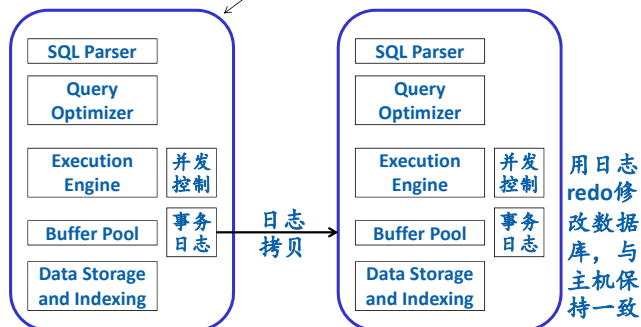 SQL Parser
Query
Optimizer
Execution
Engine
并发
控制
Buffer Pool
事务
日志
Data Storage
and Indexing
日志
拷贝
SQL Parser
Query
Optimizer
Execution
Engine
并发
控制
Buffer Pool
事务
日志
Data Storage
and Indexing
用日志
redo修
改数据
库，与
主机保
持一致